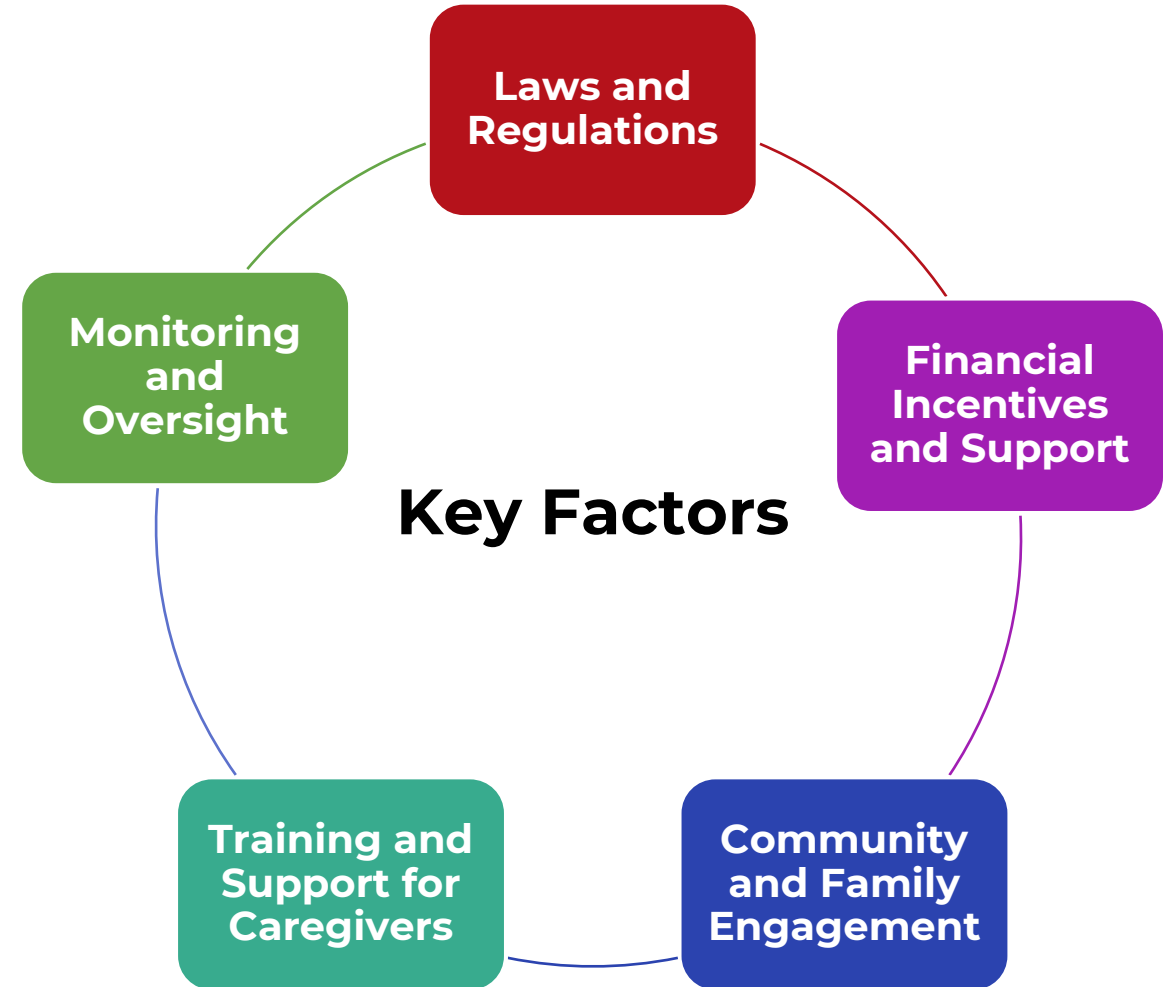 Laws and
Regulations
Financial
Incentives
and Support
Community
and Family
Engagement
Training and
Support for
Caregivers
Monitoring
and
Oversight
Key Factors